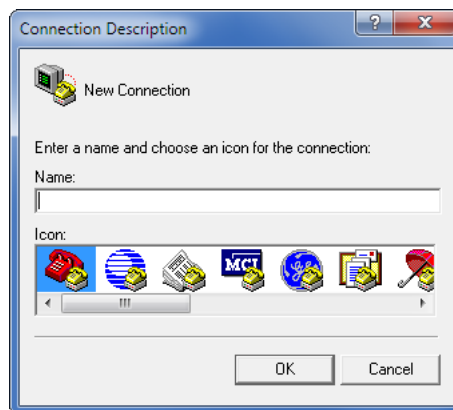 Connection Description
New Connection
Enter a name and choose an icon for the connection:
Name:
Icon:
MCI
OK Cancel